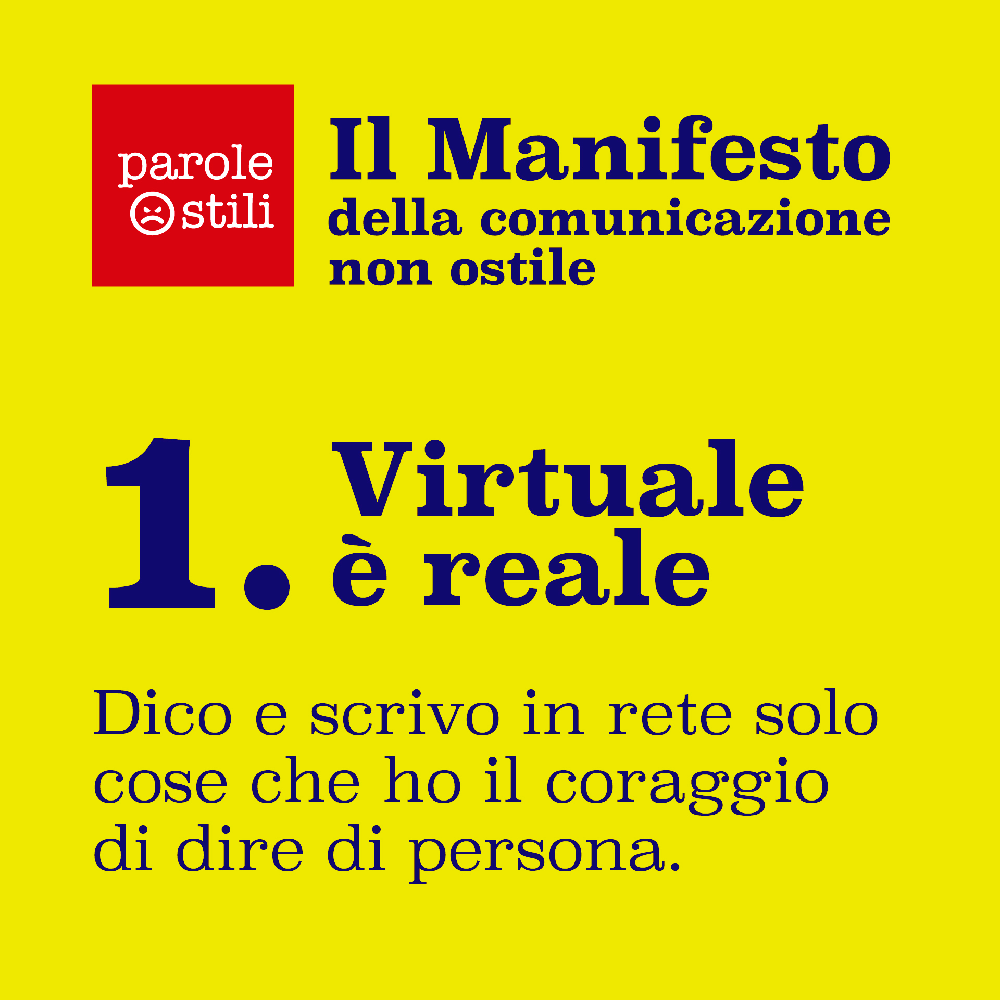 parole
Ostili
Il Manifesto
della comunicazione
non ostile
1. Virtuale
è reale
Dico e scrivo in rete solo
cose che ho il coraggio
di dire di persona.